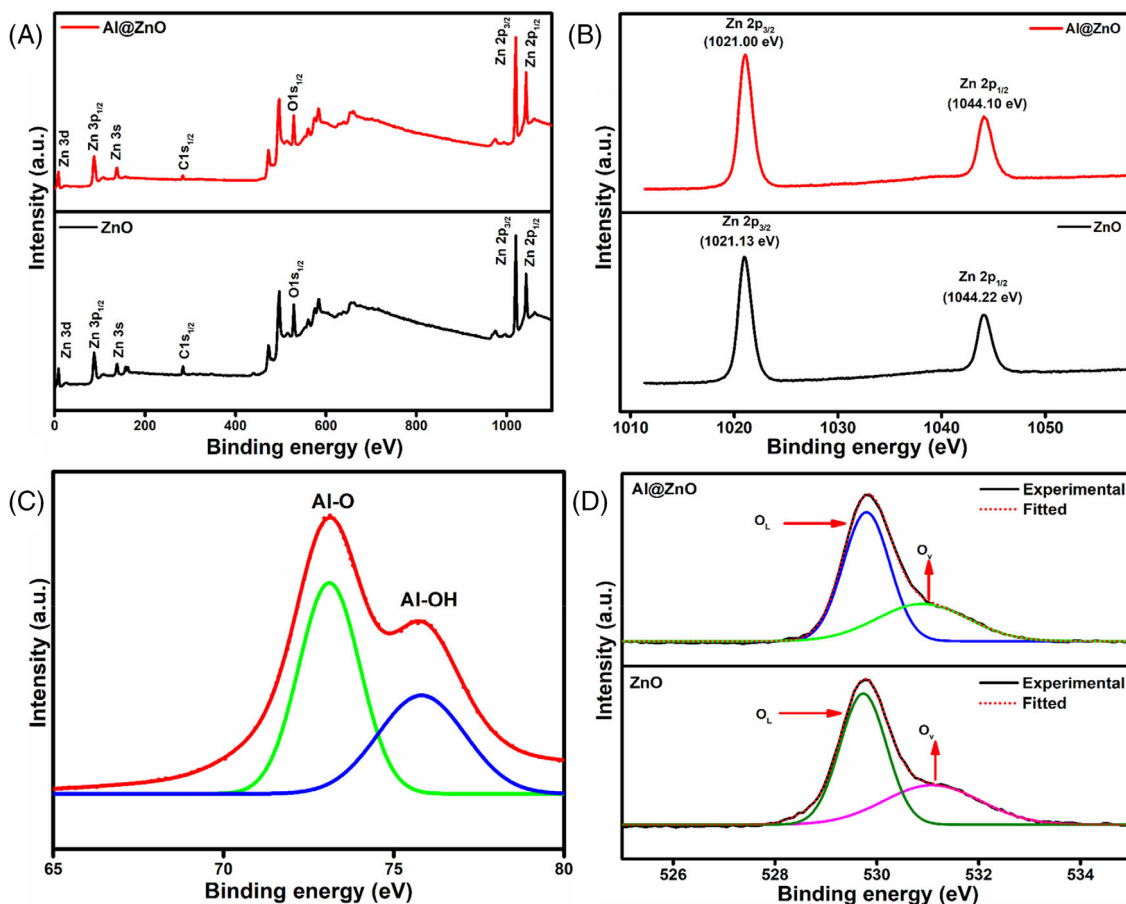 (A)
Al@ZnO
Zn 3d
Zn 3p1/2
Zn 3s
C1s1/2
O1s1/2
Zn 2p3/2
Zn 2p1/2
ZnO
Zn 3d
Zn 3p1/2
Zn 3s
C1s1/2
O1s1/2
Zn 2p3/2
Zn 2p1/2
Intensity (a.u.)
0 200 400 600 800 1000
Binding energy (eV)
(B)
Zn 2p3/2
(1021.00 eV)
Al@ZnO
Zn 2p1/2
(1044.10 eV)
Zn 2p3/2
(1021.13 eV)
ZnO
Zn 2p1/2
(1044.22 eV)
Intensity (a.u.)
1010 1020 1030 1040 1050
Binding energy (eV)
(C)
Al-O
Al-OH
Intensity (a.u.)
65 70 75 80
Binding energy (eV)
(D)
Al@ZnO
Experimental
Fitted
OL
Ov
Intensity (a.u.)
ZnO
Experimental
Fitted
OL
Ov
Intensity (a.u.)
526 528 530 532 534
Binding energy (eV)